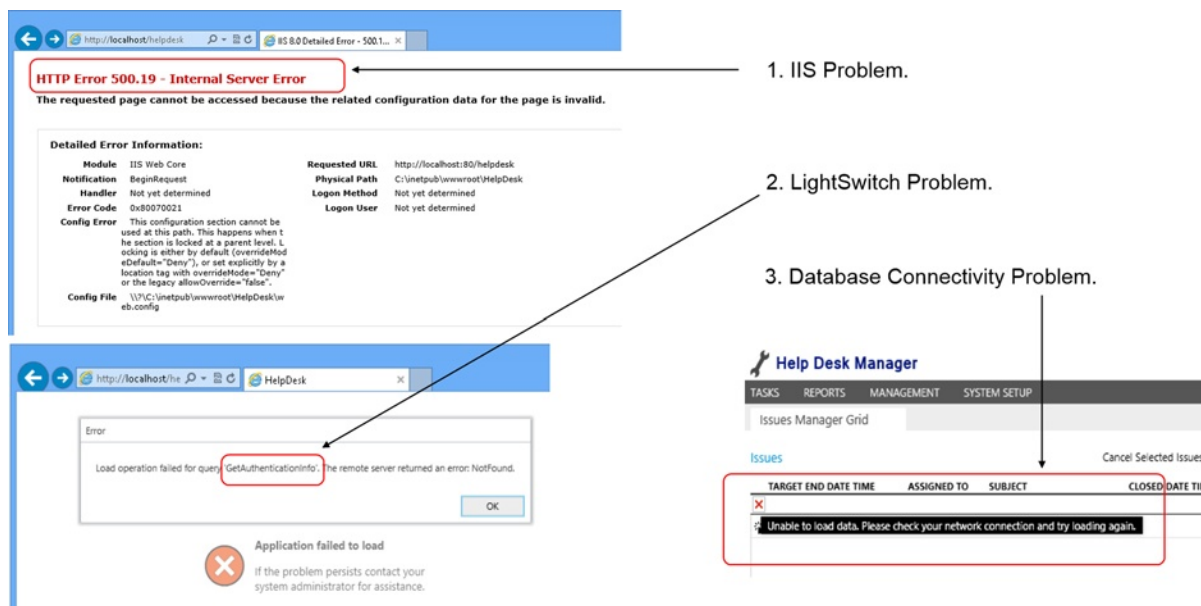 http://localhost/helpdesk
IIS 8.0 Detailed Error - 500.1...
HTTP Error 500.19 - Internal Server Error
The requested page cannot be accessed because the related configuration data for the page is invalid.
Detailed Error Information:
Module IIS Web Core
Notification BeginRequest
Handler Not yet determined
Error Code 0x80070021
Config Error This configuration section cannot be
used at this path. This happens when t
he section is locked at a parent level. L
ocking is either by default (overrideMod
eDefault="Deny"), or set explicitly by a
location tag with overrideMode="Deny"
or the legacy allowOverride="false".
Config File \\?\C:\inetpub\wwwroot\HelpDesk\w
eb.config
Requested URL http://localhost:80/helpdesk
Physical Path C:\inetpub\wwwroot\HelpDesk
Logon Method Not yet determined
Logon User Not yet determined
1. IIS Problem.
2. LightSwitch Problem.
3. Database Connectivity Problem.
http://localhost/he
HelpDesk
Error
Load operation failed for query 'GetAuthenticationInfo'. The remote server returned an error: NotFound.
OK
Application failed to load
If the problem persists contact your
system administrator for assistance.
Help Desk Manager
TASKS REPORTS MANAGEMENT SYSTEM SETUP
Issues Manager Grid
Issues Cancel Selected Issues
TARGET END DATE TIME ASSIGNED TO SUBJECT CLOSED DATE TI
Unable to load data. Please check your network connection and try loading again.